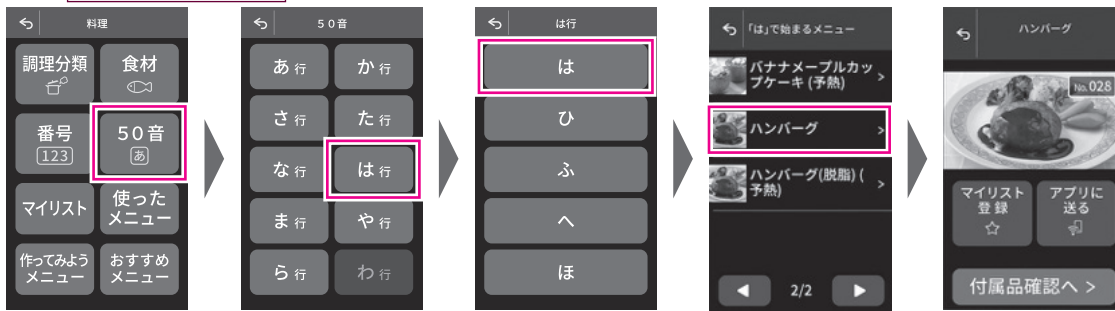 料理
調理分類
食材
番号
123
50音
あ
マイリスト
使った
メニュー
作ってみよう
メニュー
おすすめ
メニュー
50音
あ行
か行
さ行
た行
な行
は行
ま行
や行
ら行
わ行
は行
は
ひ
ふ
へ
ほ
「は」で始まるメニュー
バナナメープルカッ
プケーキ(予熱)
ハンバーグ
ハンバーグ(脱脂)(
予熱)
2/2
ハンバーグ
No.028
マイリスト
登録
アプリに
送る
付属品確認へ >